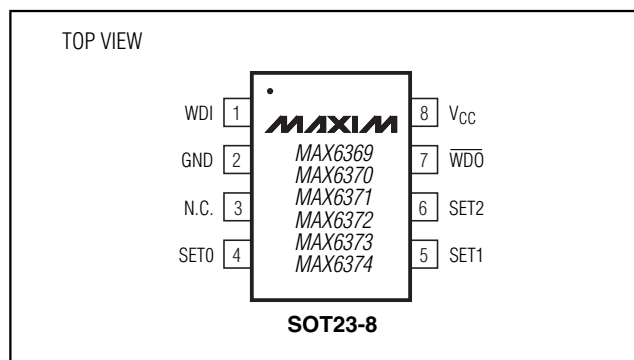 TOP VIEW
WDI 1
GND 2
N.C. 3
SET0 4
MAXIM
MAX6369
MAX6370
MAX6371
MAX6372
MAX6373
MAX6374
8 VCC
7 W̅D̅O̅
6 SET2
5 SET1
SOT23-8